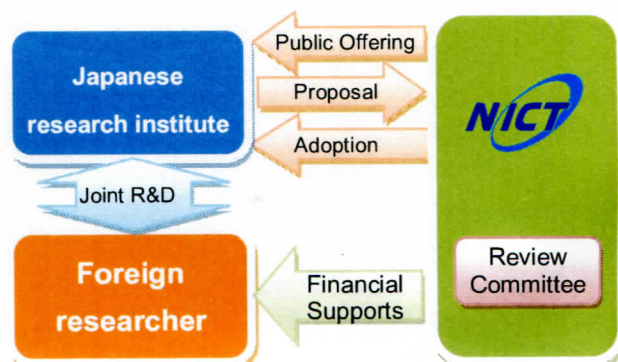 Public Offering
Japanese
research institute
Proposal
NICT
Adoption
Joint R&D
Foreign
researcher
Financial
Supports
Review
Committee